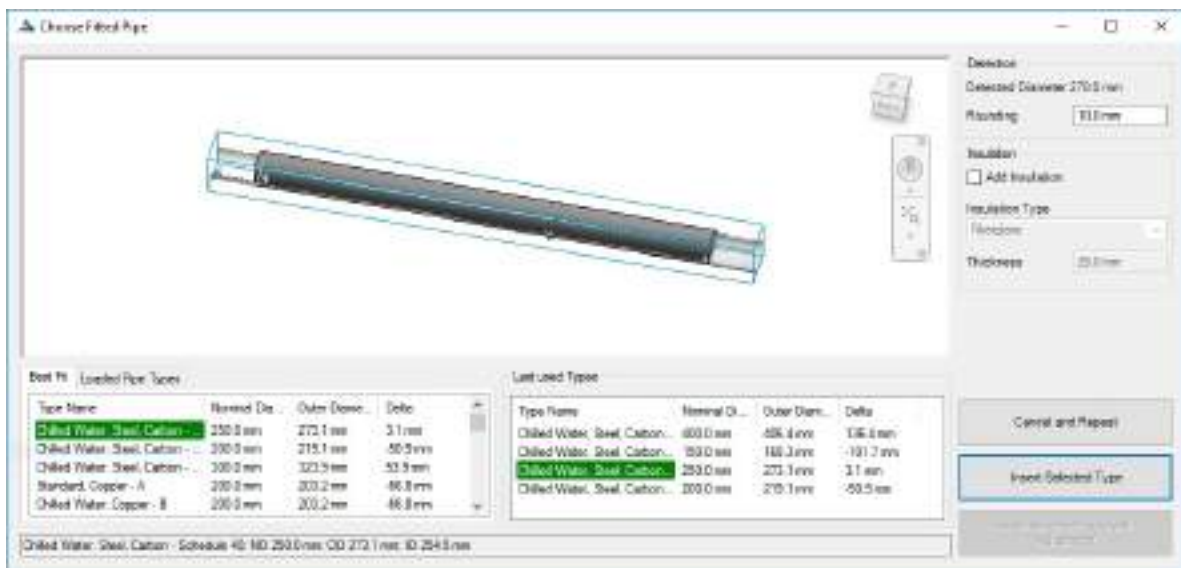 Choose Fitted Pipe
Detection
Detected Diameter 270.0 mm
Rounding 10.0 mm
Insulation
Add Insulation
Insulation Type
Fiberglass
Thickness
Best Fit Loaded Pipe Types
Type Name Nominal Dia... Outer Diame... Delta
Chilled Water: Steel, Carbon - ... 250.0 mm 273.1 mm 3.1 mm
Chilled Water: Steel, Carbon - ... 200.0 mm 219.1 mm -50.9 mm
Chilled Water: Steel, Carbon - ... 300.0 mm 323.9 mm 53.9 mm
Standard: Copper - A 200.0 mm 203.2 mm -66.8 mm
Chilled Water: Copper - B 200.0 mm 203.2 mm -66.8 mm
Last used Types
Type Name Nominal Di... Outer Diam... Delta
Chilled Water: Steel, Carbon... 400.0 mm 406.4 mm 136.4 mm
Chilled Water: Steel, Carbon... 150.0 mm 168.3 mm -101.7 mm
Chilled Water: Steel, Carbon... 250.0 mm 273.1 mm 3.1 mm
Chilled Water: Steel, Carbon... 200.0 mm 219.1 mm -50.9 mm
Cancel and Repeat
Insert Selected Type
Chilled Water: Steel, Carbon - Schedule 40: ND 250.0 mm; OD 273.1 mm; ID 254.5 mm